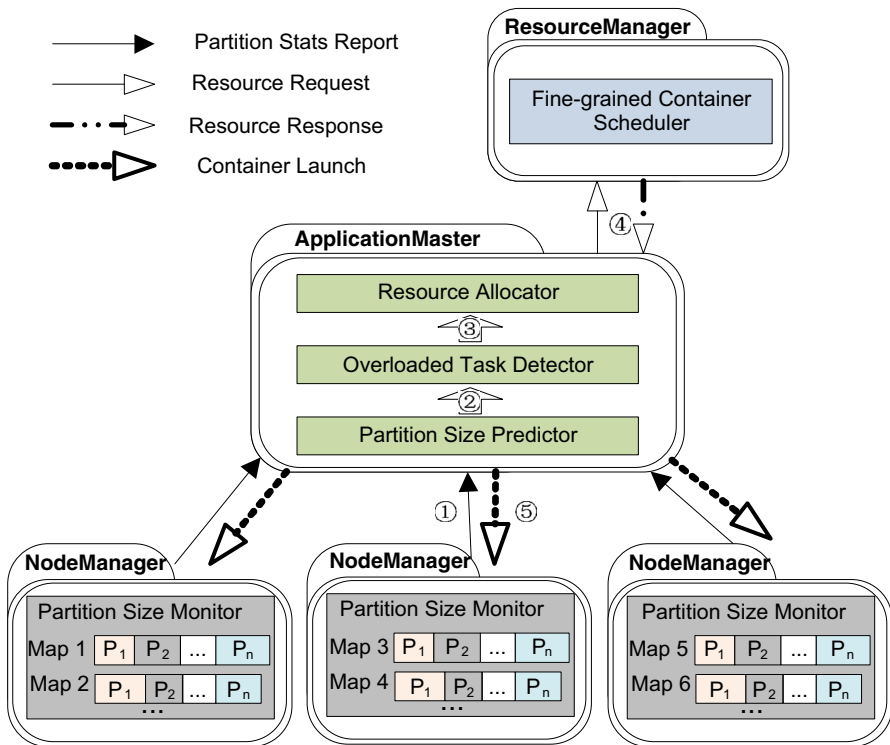 Partition Stats Report
Resource Request
Resource Response
Container Launch
ResourceManager
Fine-grained Container
Scheduler
④
ApplicationMaster
Resource Allocator
③
Overloaded Task Detector
②
Partition Size Predictor
① ⑤
NodeManager
Partition Size Monitor
Map 1 P1 P2 ... Pn
Map 2 P1 P2 ... Pn
...
NodeManager
Partition Size Monitor
Map 3 P1 P2 ... Pn
Map 4 P1 P2 ... Pn
...
NodeManager
Partition Size Monitor
Map 5 P1 P2 ... Pn
Map 6 P1 P2 ... Pn
...